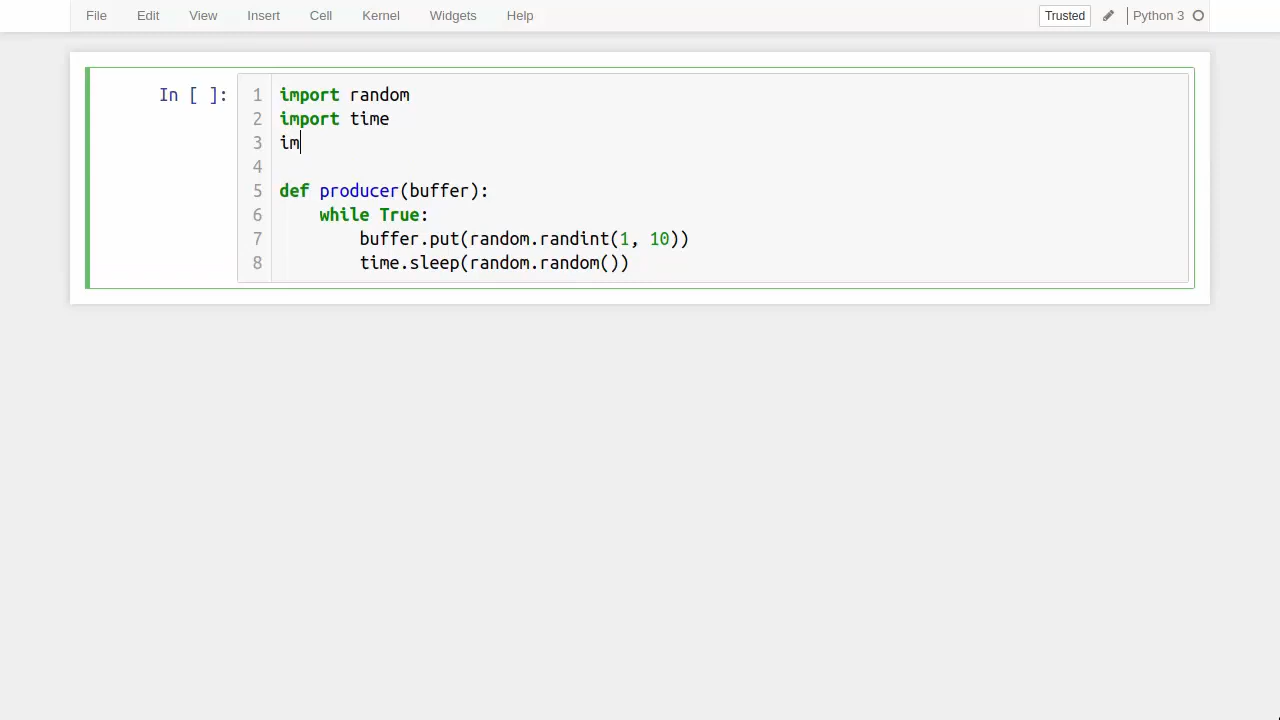 File Edit View Insert Cell Kernel Widgets Help Trusted Python 3
In [ ]:
1 import random
2 import time
3 im
4
5 def producer(buffer):
6     while True:
7         buffer.put(random.randint(1, 10))
8         time.sleep(random.random())